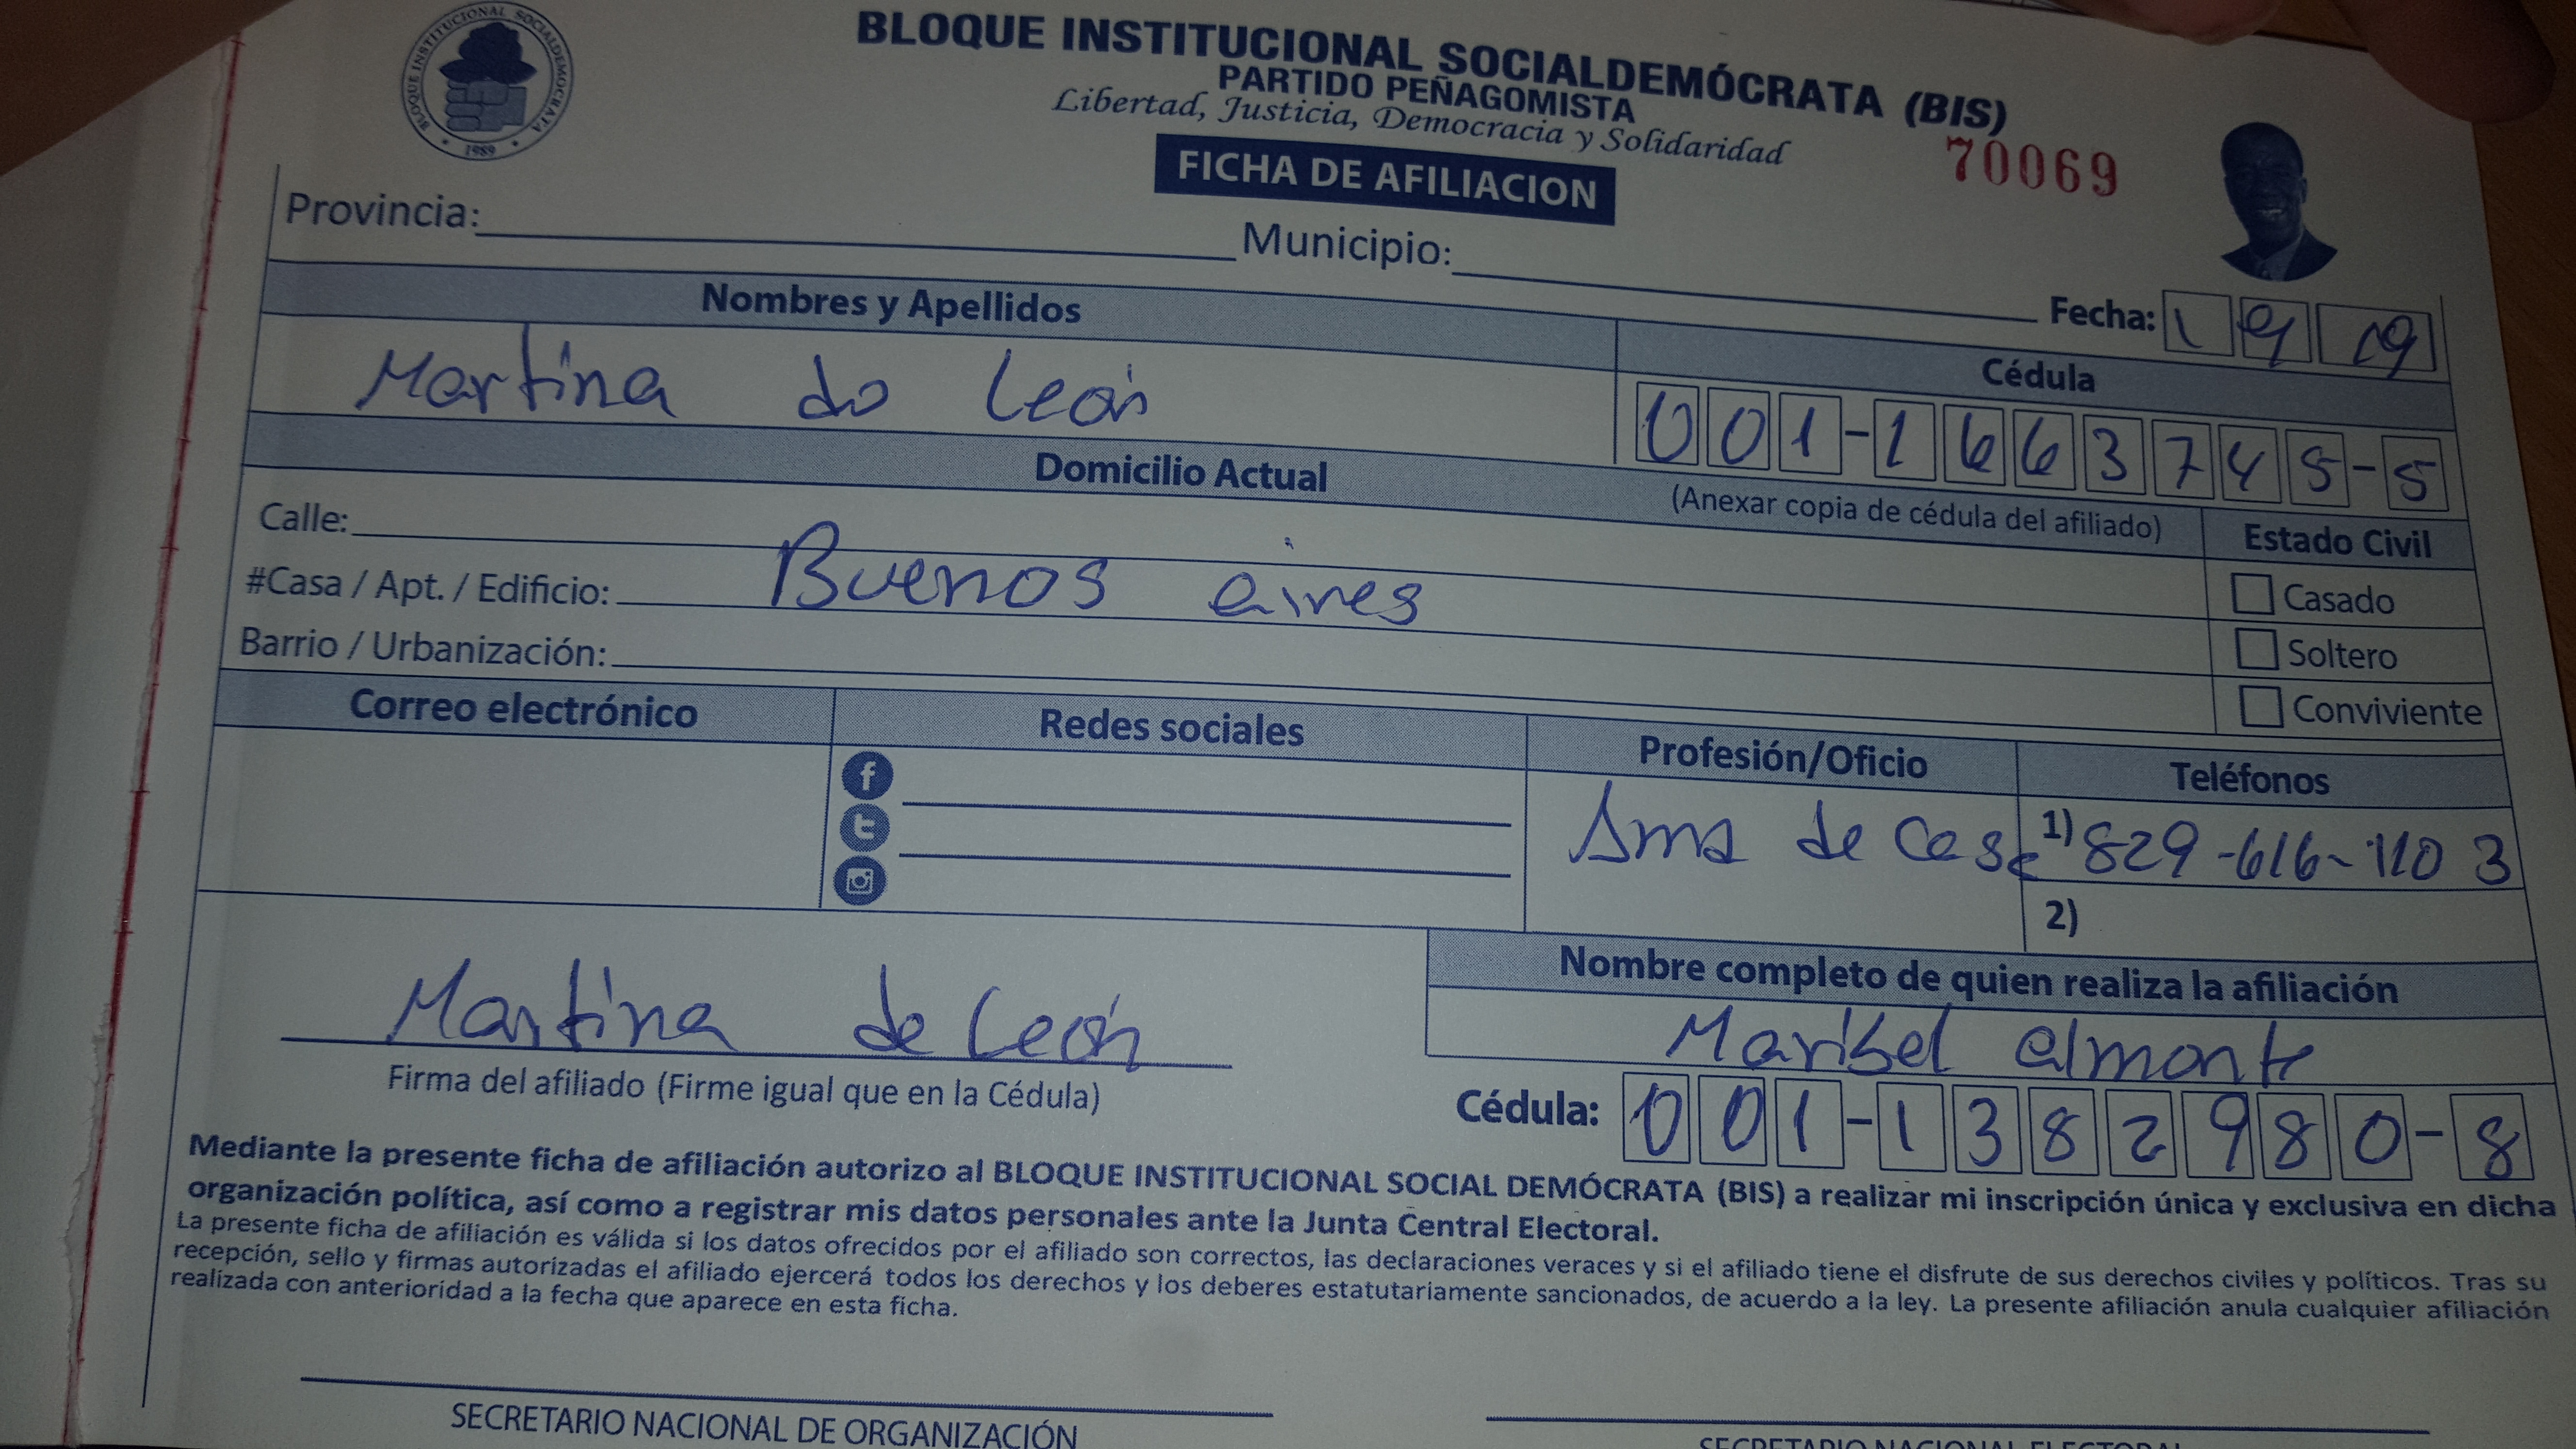 BLOQUE INSTITUCIONAL SOCIALDEMOCRATA
1989
BLOQUE INSTITUCIONAL SOCIALDEMÓCRATA (BIS)
PARTIDO PEÑAGOMISTA
Libertad, Justicia, Democracia y Solidaridad
70069
FICHA DE AFILIACION
Provincia: Municipio:
Fecha: 1 9 19
Nombres y Apellidos
Cédula
Martina do León
001-1663745-5
Domicilio Actual
(Anexar copia de cédula del afiliado)
Estado Civil
Calle:
#Casa / Apt. / Edificio: Buenos aires
Barrio / Urbanización:
Casado
Soltero
Conviviente
Correo electrónico
Redes sociales
Profesión/Oficio
Teléfonos
Ama de casa
1) 829-616-1103
2)
Martina de León
Firma del afiliado (Firme igual que en la Cédula)
Nombre completo de quien realiza la afiliación
Maribel almonte
Cédula: 001-1382980-8
Mediante la presente ficha de afiliación autorizo al BLOQUE INSTITUCIONAL SOCIAL DEMÓCRATA (BIS) a realizar mi inscripción única y exclusiva en dicha
organización política, así como a registrar mis datos personales ante la Junta Central Electoral.
La presente ficha de afiliación es válida si los datos ofrecidos por el afiliado son correctos, las declaraciones veraces y si el afiliado tiene el disfrute de sus derechos civiles y políticos. Tras su
recepción, sello y firmas autorizadas el afiliado ejercerá todos los derechos y los deberes estatutariamente sancionados, de acuerdo a la ley. La presente afiliación anula cualquier afiliación
realizada con anterioridad a la fecha que aparece en esta ficha.
SECRETARIO NACIONAL DE ORGANIZACIÓN
SECRETARIO NACIONAL ELECTORAL